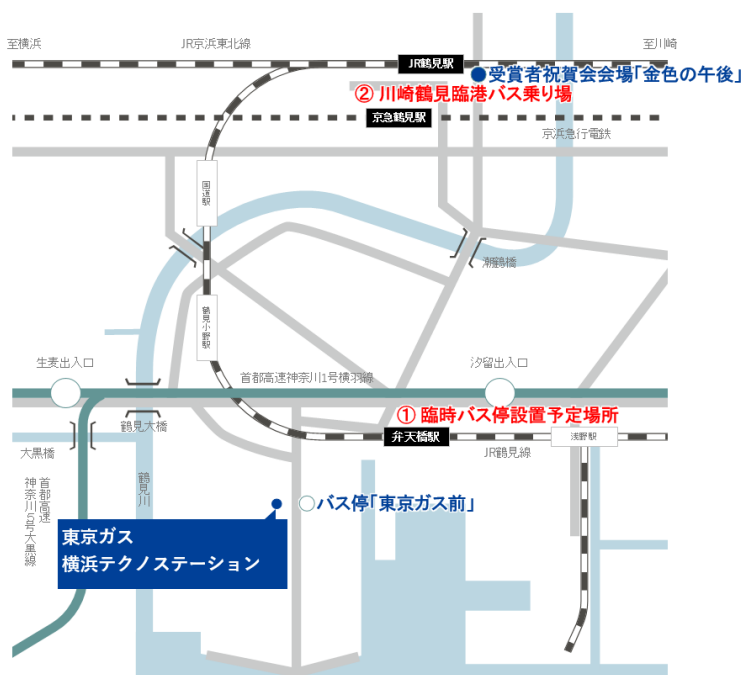 至横浜
JR京浜東北線
至川崎
JR鶴見駅
●受賞者祝賀会会場「金色の午後」
② 川崎鶴見臨港バス乗り場
京急鶴見駅
京浜急行電鉄
国道駅
潮鶴橋
鶴見小野駅
生麦出入口
汐留出入口
首都高速神奈川1号横羽線
① 臨時バス停設置予定場所
鶴見大橋
弁天橋駅
浅野駅
大黒橋
JR鶴見線
鶴見川
首都高速
神奈川5号大黒線
バス停「東京ガス前」
東京ガス
横浜テクノステーション